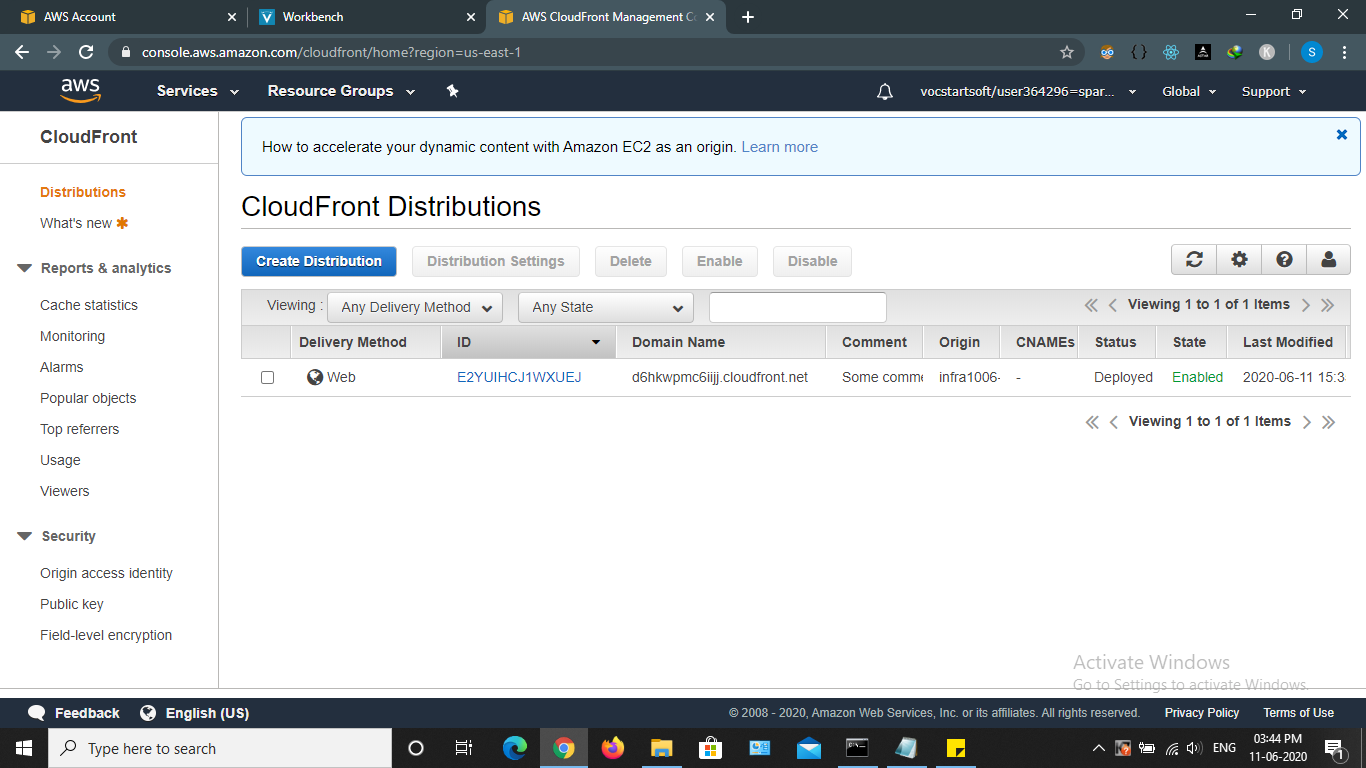 AWS Account
Workbench
AWS CloudFront Management C
console.aws.amazon.com/cloudfront/home?region=us-east-1
K
S
aws
Services
Resource Groups
vocstartsoft/user364296=spar...
Global
Support
CloudFront
Distributions
What's new
Reports & analytics
Cache statistics
Monitoring
Alarms
Popular objects
Top referrers
Usage
Viewers
Security
Origin access identity
Public key
Field-level encryption
How to accelerate your dynamic content with Amazon EC2 as an origin. Learn more
CloudFront Distributions
Create Distribution
Distribution Settings
Delete
Enable
Disable
Viewing : Any Delivery Method Any State
Viewing 1 to 1 of 1 Items
Delivery Method ID Domain Name Comment Origin CNAMEs Status State Last Modified
Web E2YUIHCJ1WXUEJ d6hkwpmc6iijj.cloudfront.net Some comme infra1006- - Deployed Enabled 2020-06-11 15:3
Viewing 1 to 1 of 1 Items
Activate Windows
Go to Settings to activate Windows.
Feedback
English (US)
© 2008 - 2020, Amazon Web Services, Inc. or its affiliates. All rights reserved.
Privacy Policy
Terms of Use
Type here to search
ENG
03:44 PM
11-06-2020
1